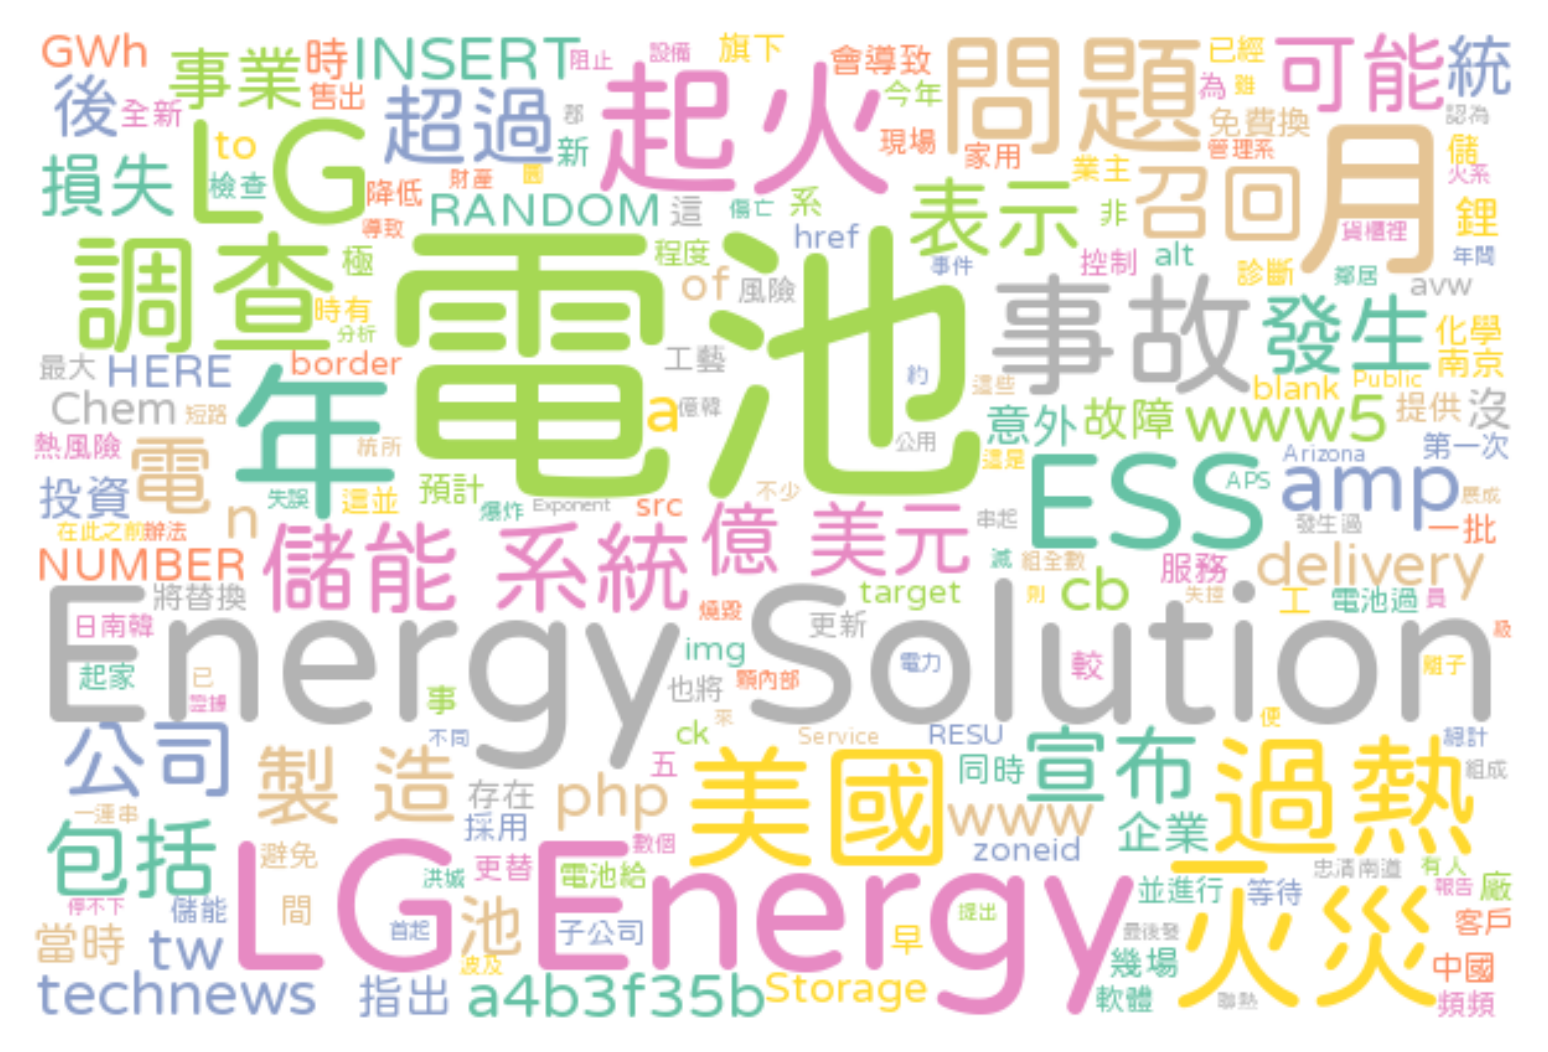 GWh
事業
時
INSERT
阻止
設備
旗下
會導致
問題
已經
雖
可能
統
後
全新
售出
超過
郡
起火
今年
為
免費換
認為
LG
to
新
現場
家用
管理系
月
儲
損失
檢查
降低
財產
園
業主
召回
火系
導致
RANDOM
這
傷亡
系
表示
非
貨櫃裡
鋰
調查
極
電池
程度
href
事件
控制
alt
診斷
鄰居
年間
avw
時有
分析
of
風險
事故
發生
化學
南京
最大
HERE
border
工藝
約
這些
blank
Public
Chem
短路
年
a
億韓
意外
故障
www5
提供
沒
熱風險
電
統所
公用
這是
ESS
APS
Arizona
第一次
投資
失誤
這並
預計
爆炸
Exponent
src
不少
amp
展成
在此之前
辦法
n
儲能 系統
億 美元
串起
發生過
一批
NUMBER
將替換
滅
組全數
服務
delivery
target
cb
則
失控
工
電池過
員
日南韓
Energy Solution
燒毀
更新
級
起家
已
證據
img
也將
顆內部
電力
較
離子
事
不同
ck
來
Service
RESU
便
總計
公司
製 造
五
美國
同時
宣布
過熱
組成
一連串
存在
採用
php
www
企業
包括
避免
更替
數個
zoneid
忠清南道
有人
洪城
電池給
並進行
等待
報告
廠
停不下
儲能
間
LG Energy
火災
客戶
當時
tw
首起
池
子公司
提出
早
最後發
幾場
中國
波及
technews
指出
a4b3f35b
Storage
軟體
聯熱
頻頻